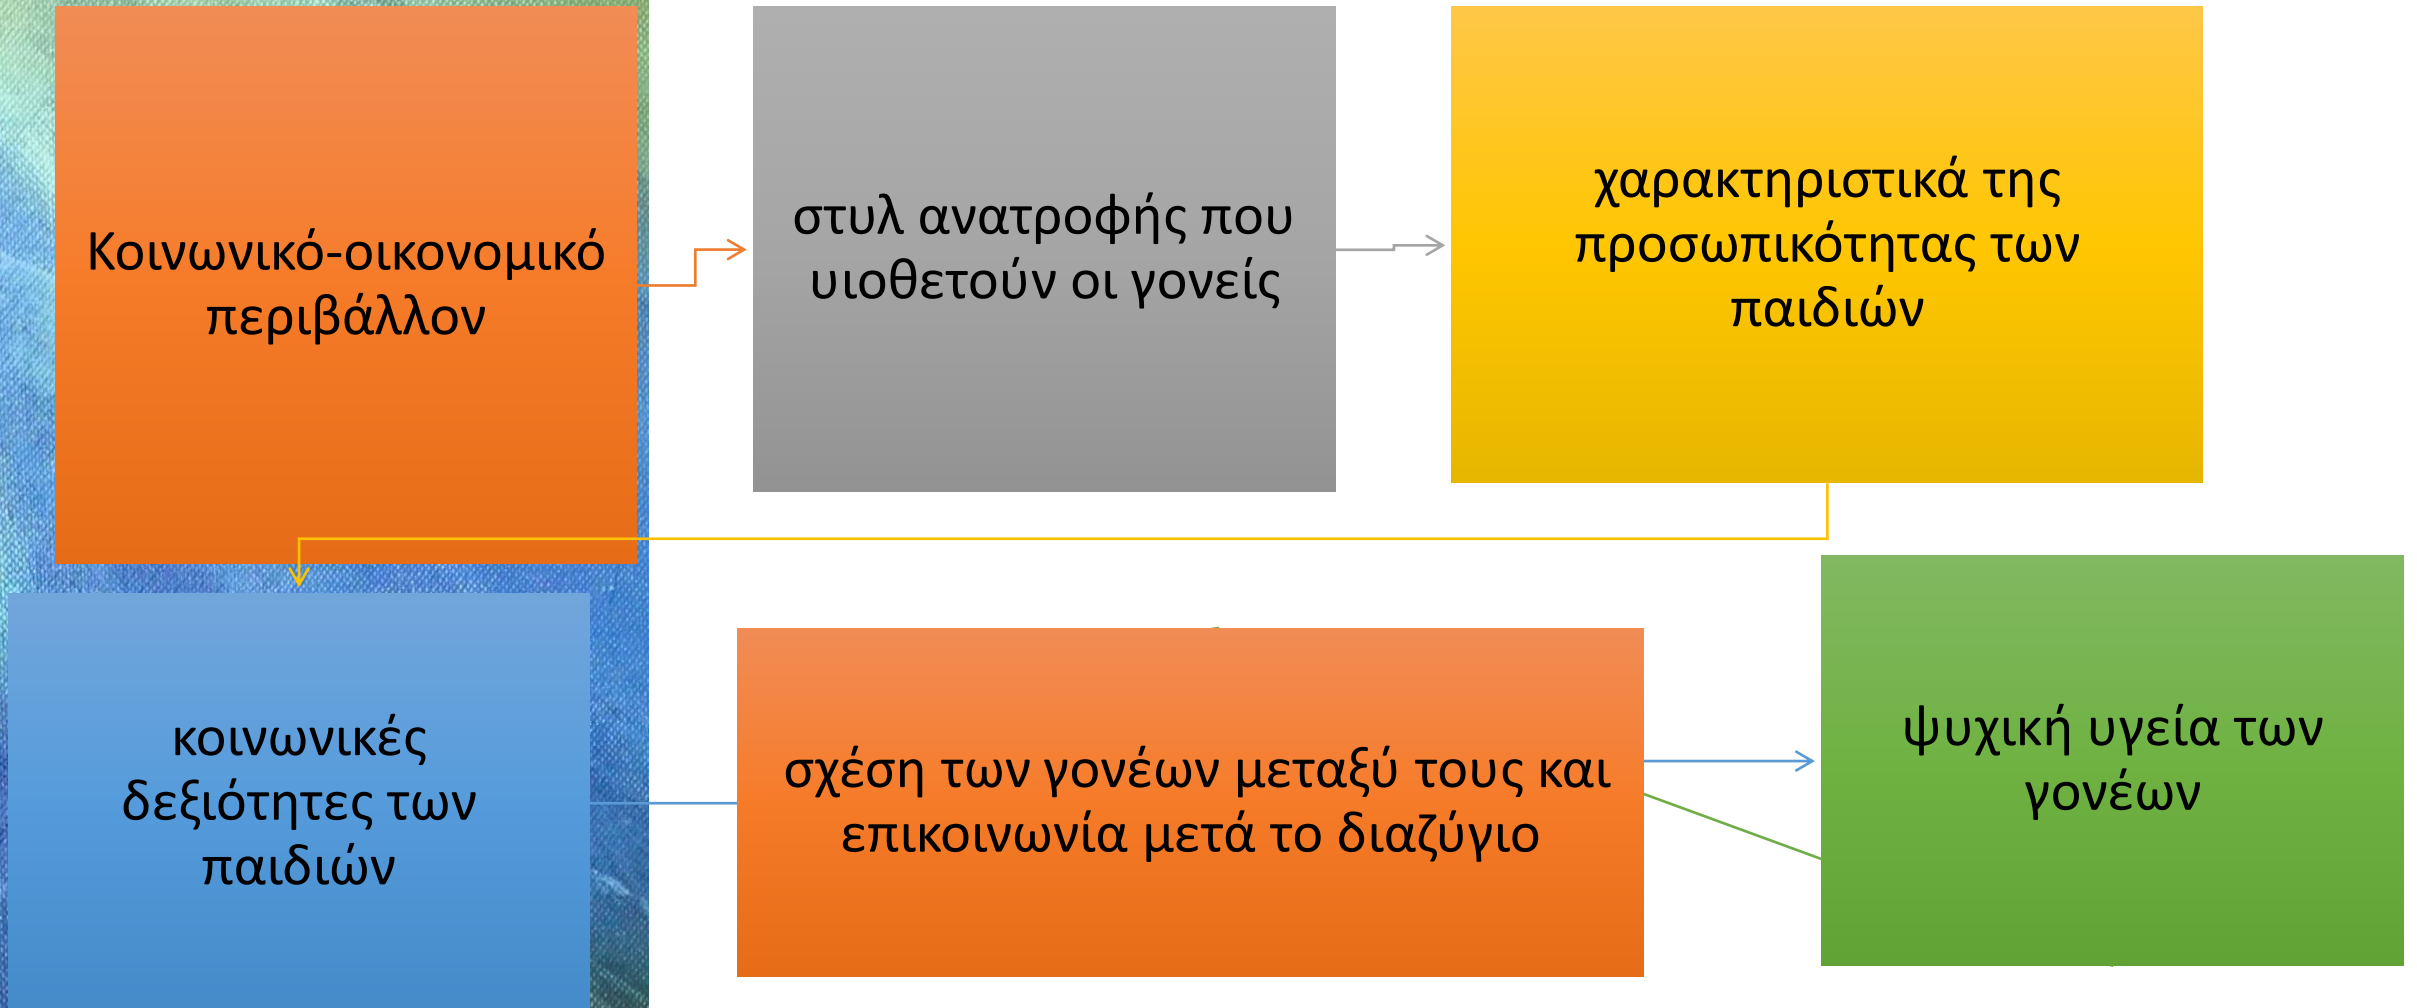 Κοινωνικό-οικονομικό
περιβάλλον
στυλ ανατροφής που
υιοθετούν οι γονείς
χαρακτηριστικά της
προσωπικότητας των
παιδιών
κοινωνικές
δεξιότητες των
παιδιών
σχέση των γονέων μεταξύ τους και
επικοινωνία μετά το διαζύγιο
ψυχική υγεία των
γονέων